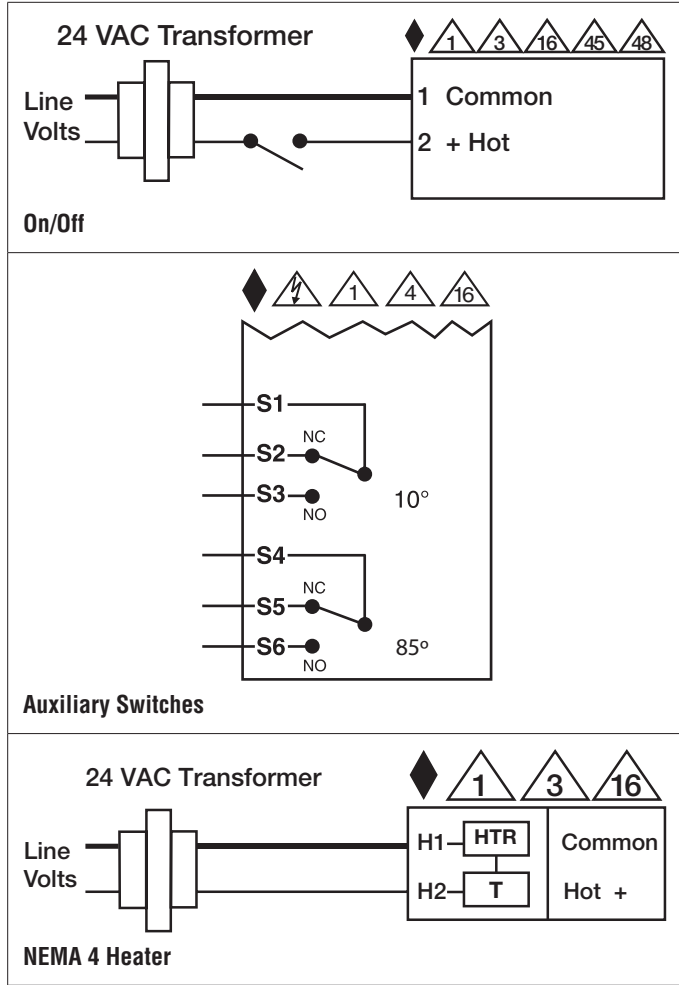 24 VAC Transformer
1 3 16 45 48
Line
Volts
1 Common
2 + Hot
On/Off
1 4 16
S1
NC
S2
S3
NO
10°
S4
NC
S5
S6
NO
85º
Auxiliary Switches
24 VAC Transformer
1 3 16
Line
Volts
H1 HTR Common
H2 T Hot +
NEMA 4 Heater